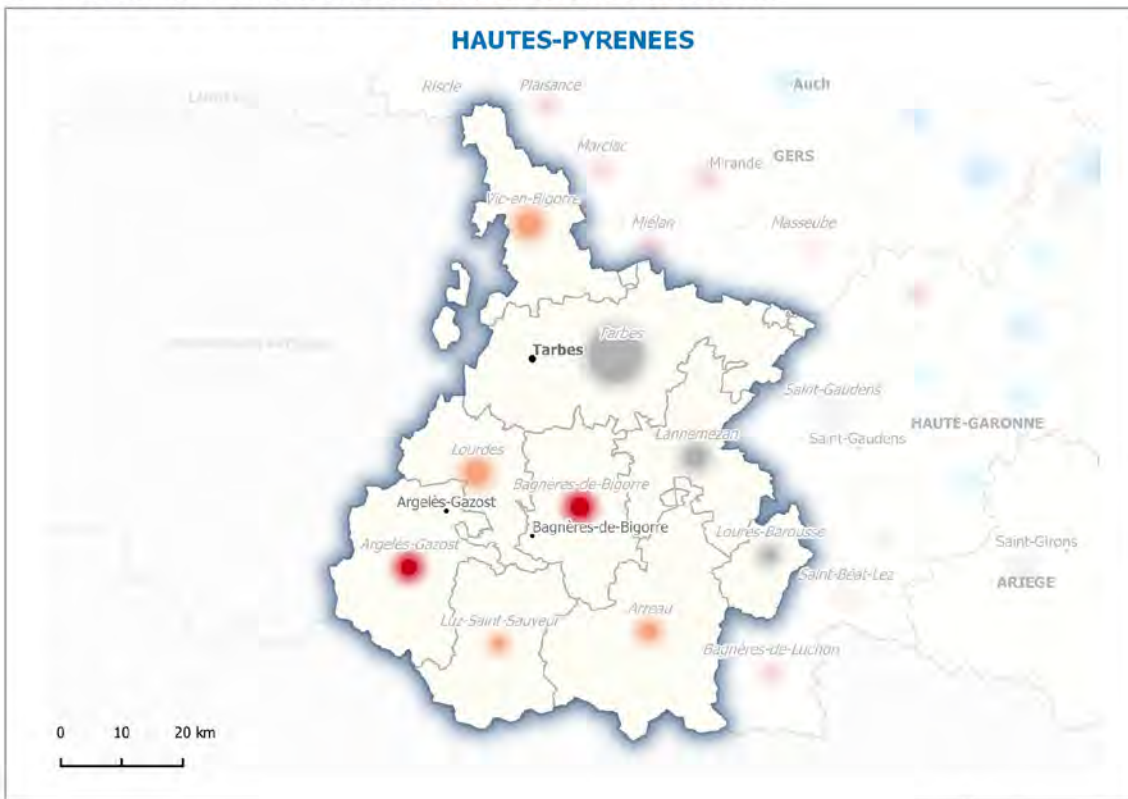 HAUTES-PYRENEES
Riscle
Plaisance
Auch
Marciac
Mirande
GERS
Vic-en-Bigorre
Miélan
Masseube
Tarbes
Tarbes
Saint-Gaudens
HAUTE-GARONNE
Lannemezan
Saint-Gaudens
Lourdes
Bagnères-de-Bigorre
Argelès-Gazost
Bagnères-de-Bigorre
Loures-Barousse
Saint-Girons
Argelès-Gazost
Saint-Béat-Lez
ARIEGE
Luz-Saint-Sauveur
Arreau
Bagnères-de-Luchon
0 10 20 km